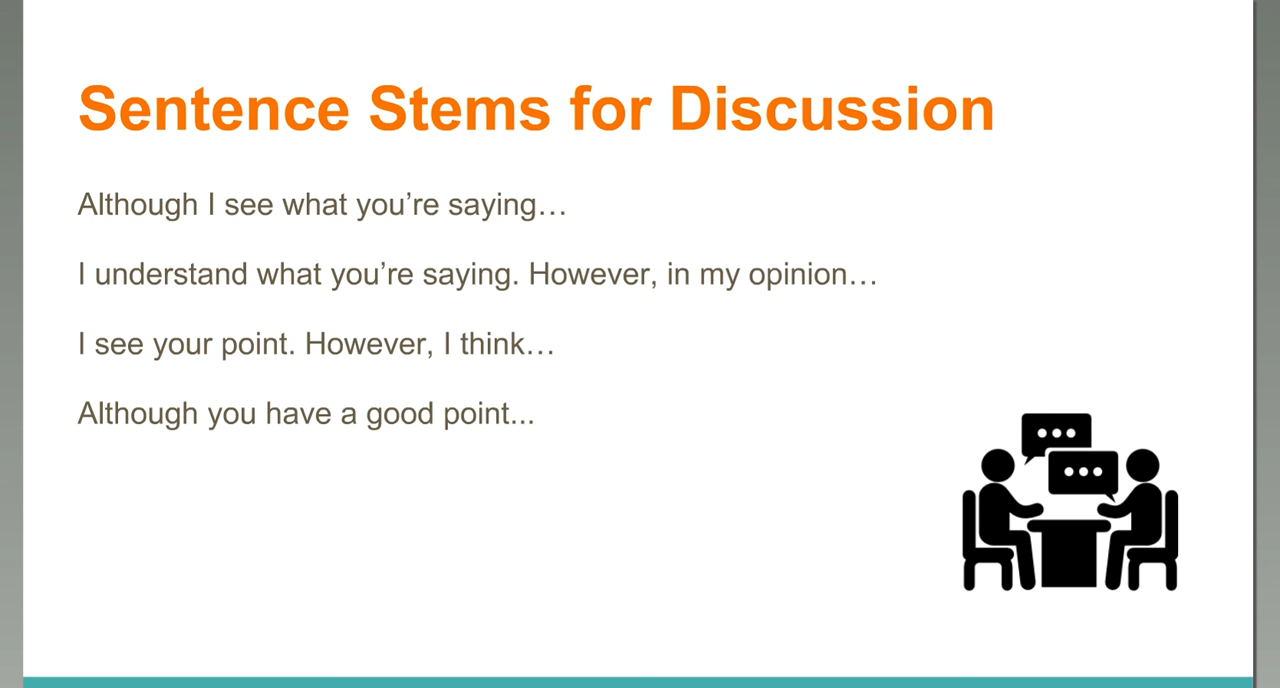 Sentence Stems for Discussion
Although I see what you’re saying…
I understand what you’re saying. However, in my opinion…
I see your point. However, I think…
Although you have a good point...